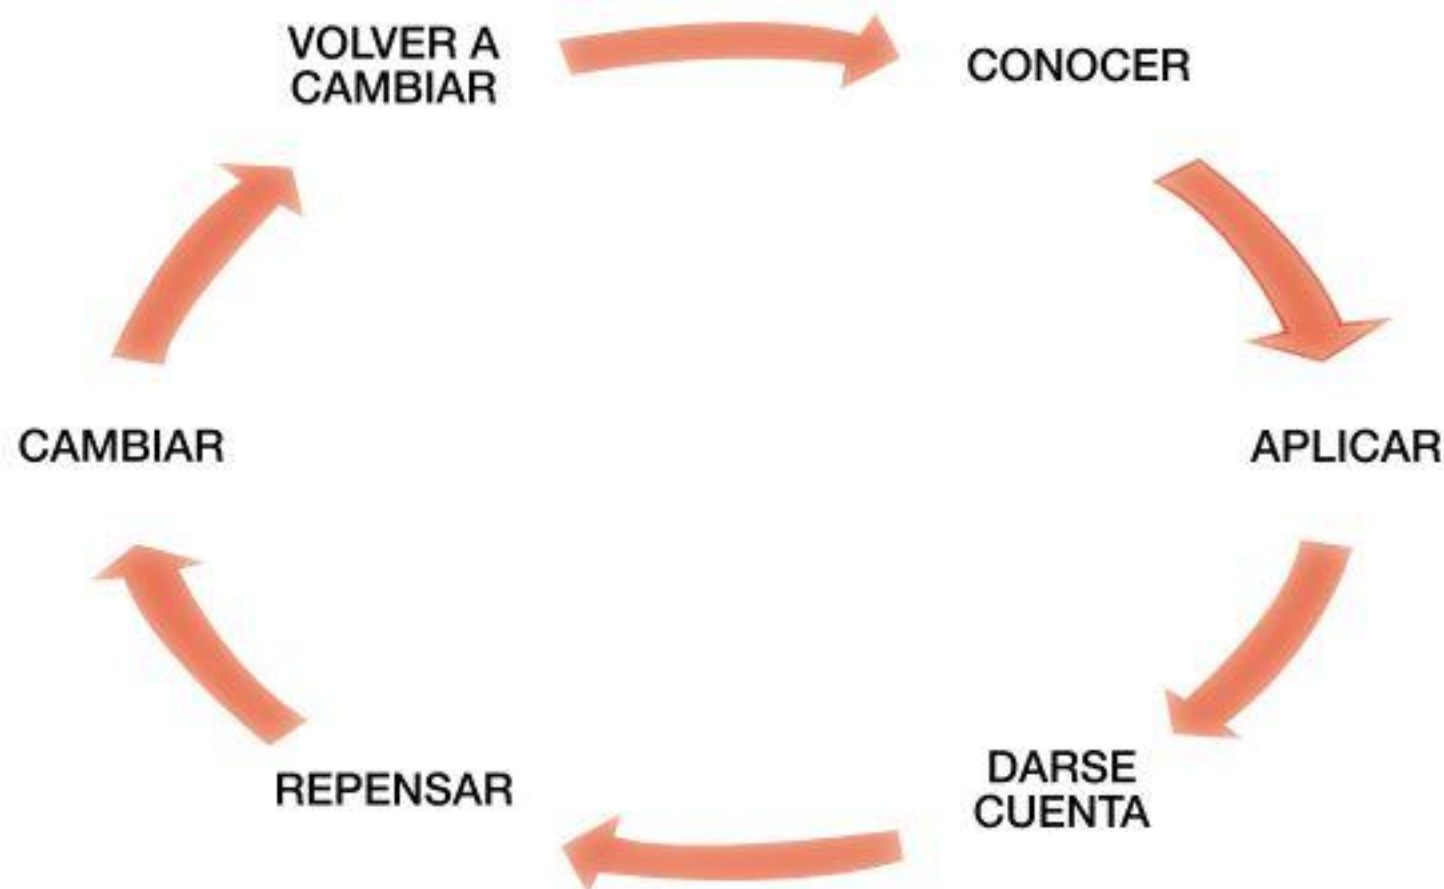 VOLVER A
CAMBIAR
CONOCER
APLICAR
DARSE
CUENTA
REPENSAR
CAMBIAR